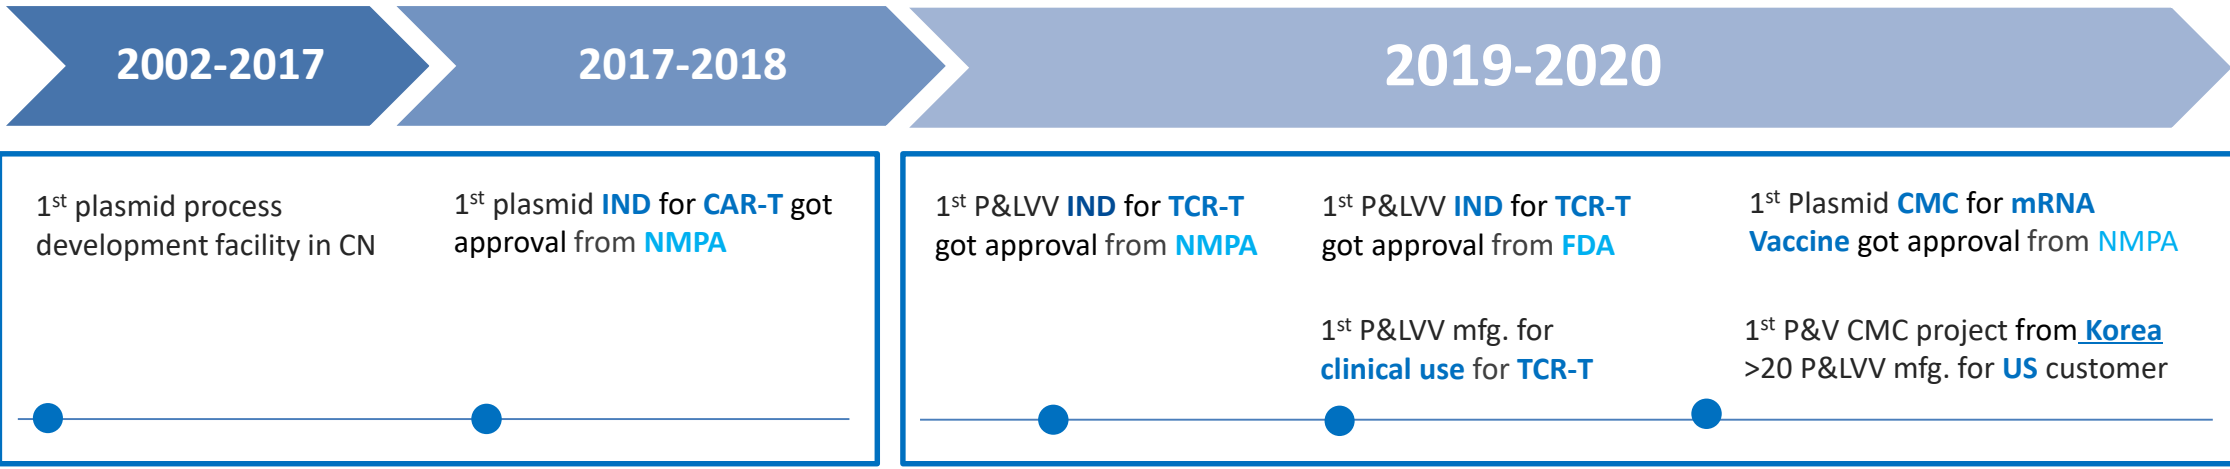 2002-2017
2017-2018
2019-2020
1st plasmid process
development facility in CN
1st plasmid IND for CAR-T got
approval from NMPA
1st P&LVV IND for TCR-T
got approval from NMPA
1st P&LVV IND for TCR-T
got approval from FDA
1st P&LVV mfg. for
clinical use for TCR-T
1st Plasmid CMC for mRNA
Vaccine got approval from NMPA
1st P&V CMC project from Korea
>20 P&LVV mfg. for US customer